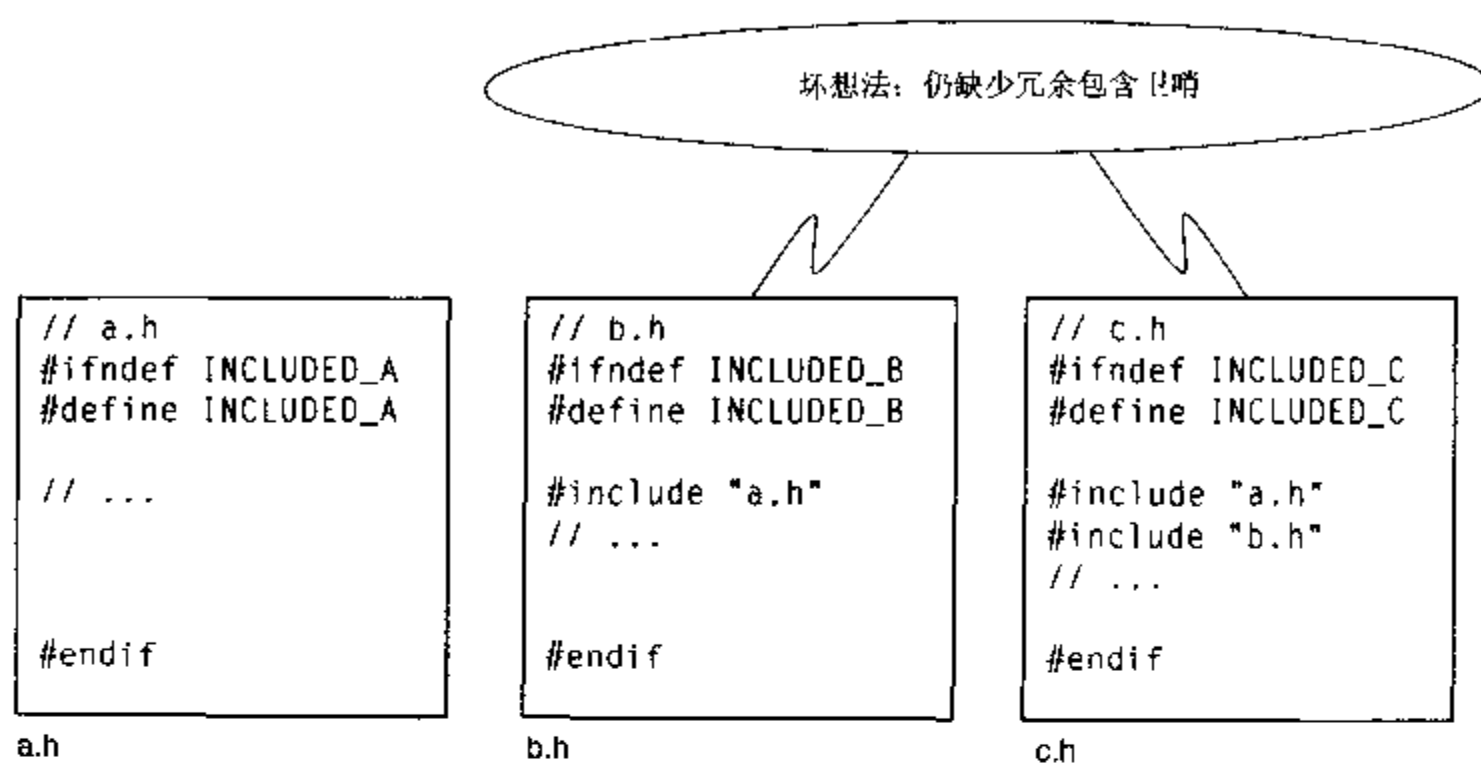 坏想法：仍缺少冗余包含 哨
// a.h
#ifndef INCLUDED_A
#define INCLUDED_A
// ...
#endif
a.h
// b.h
#ifndef INCLUDED_B
#define INCLUDED_B
#include "a.h"
// ...
#endif
b.h
// c.h
#ifndef INCLUDED_C
#define INCLUDED_C
#include "a.h"
#include "b.h"
// ...
#endif
c.h